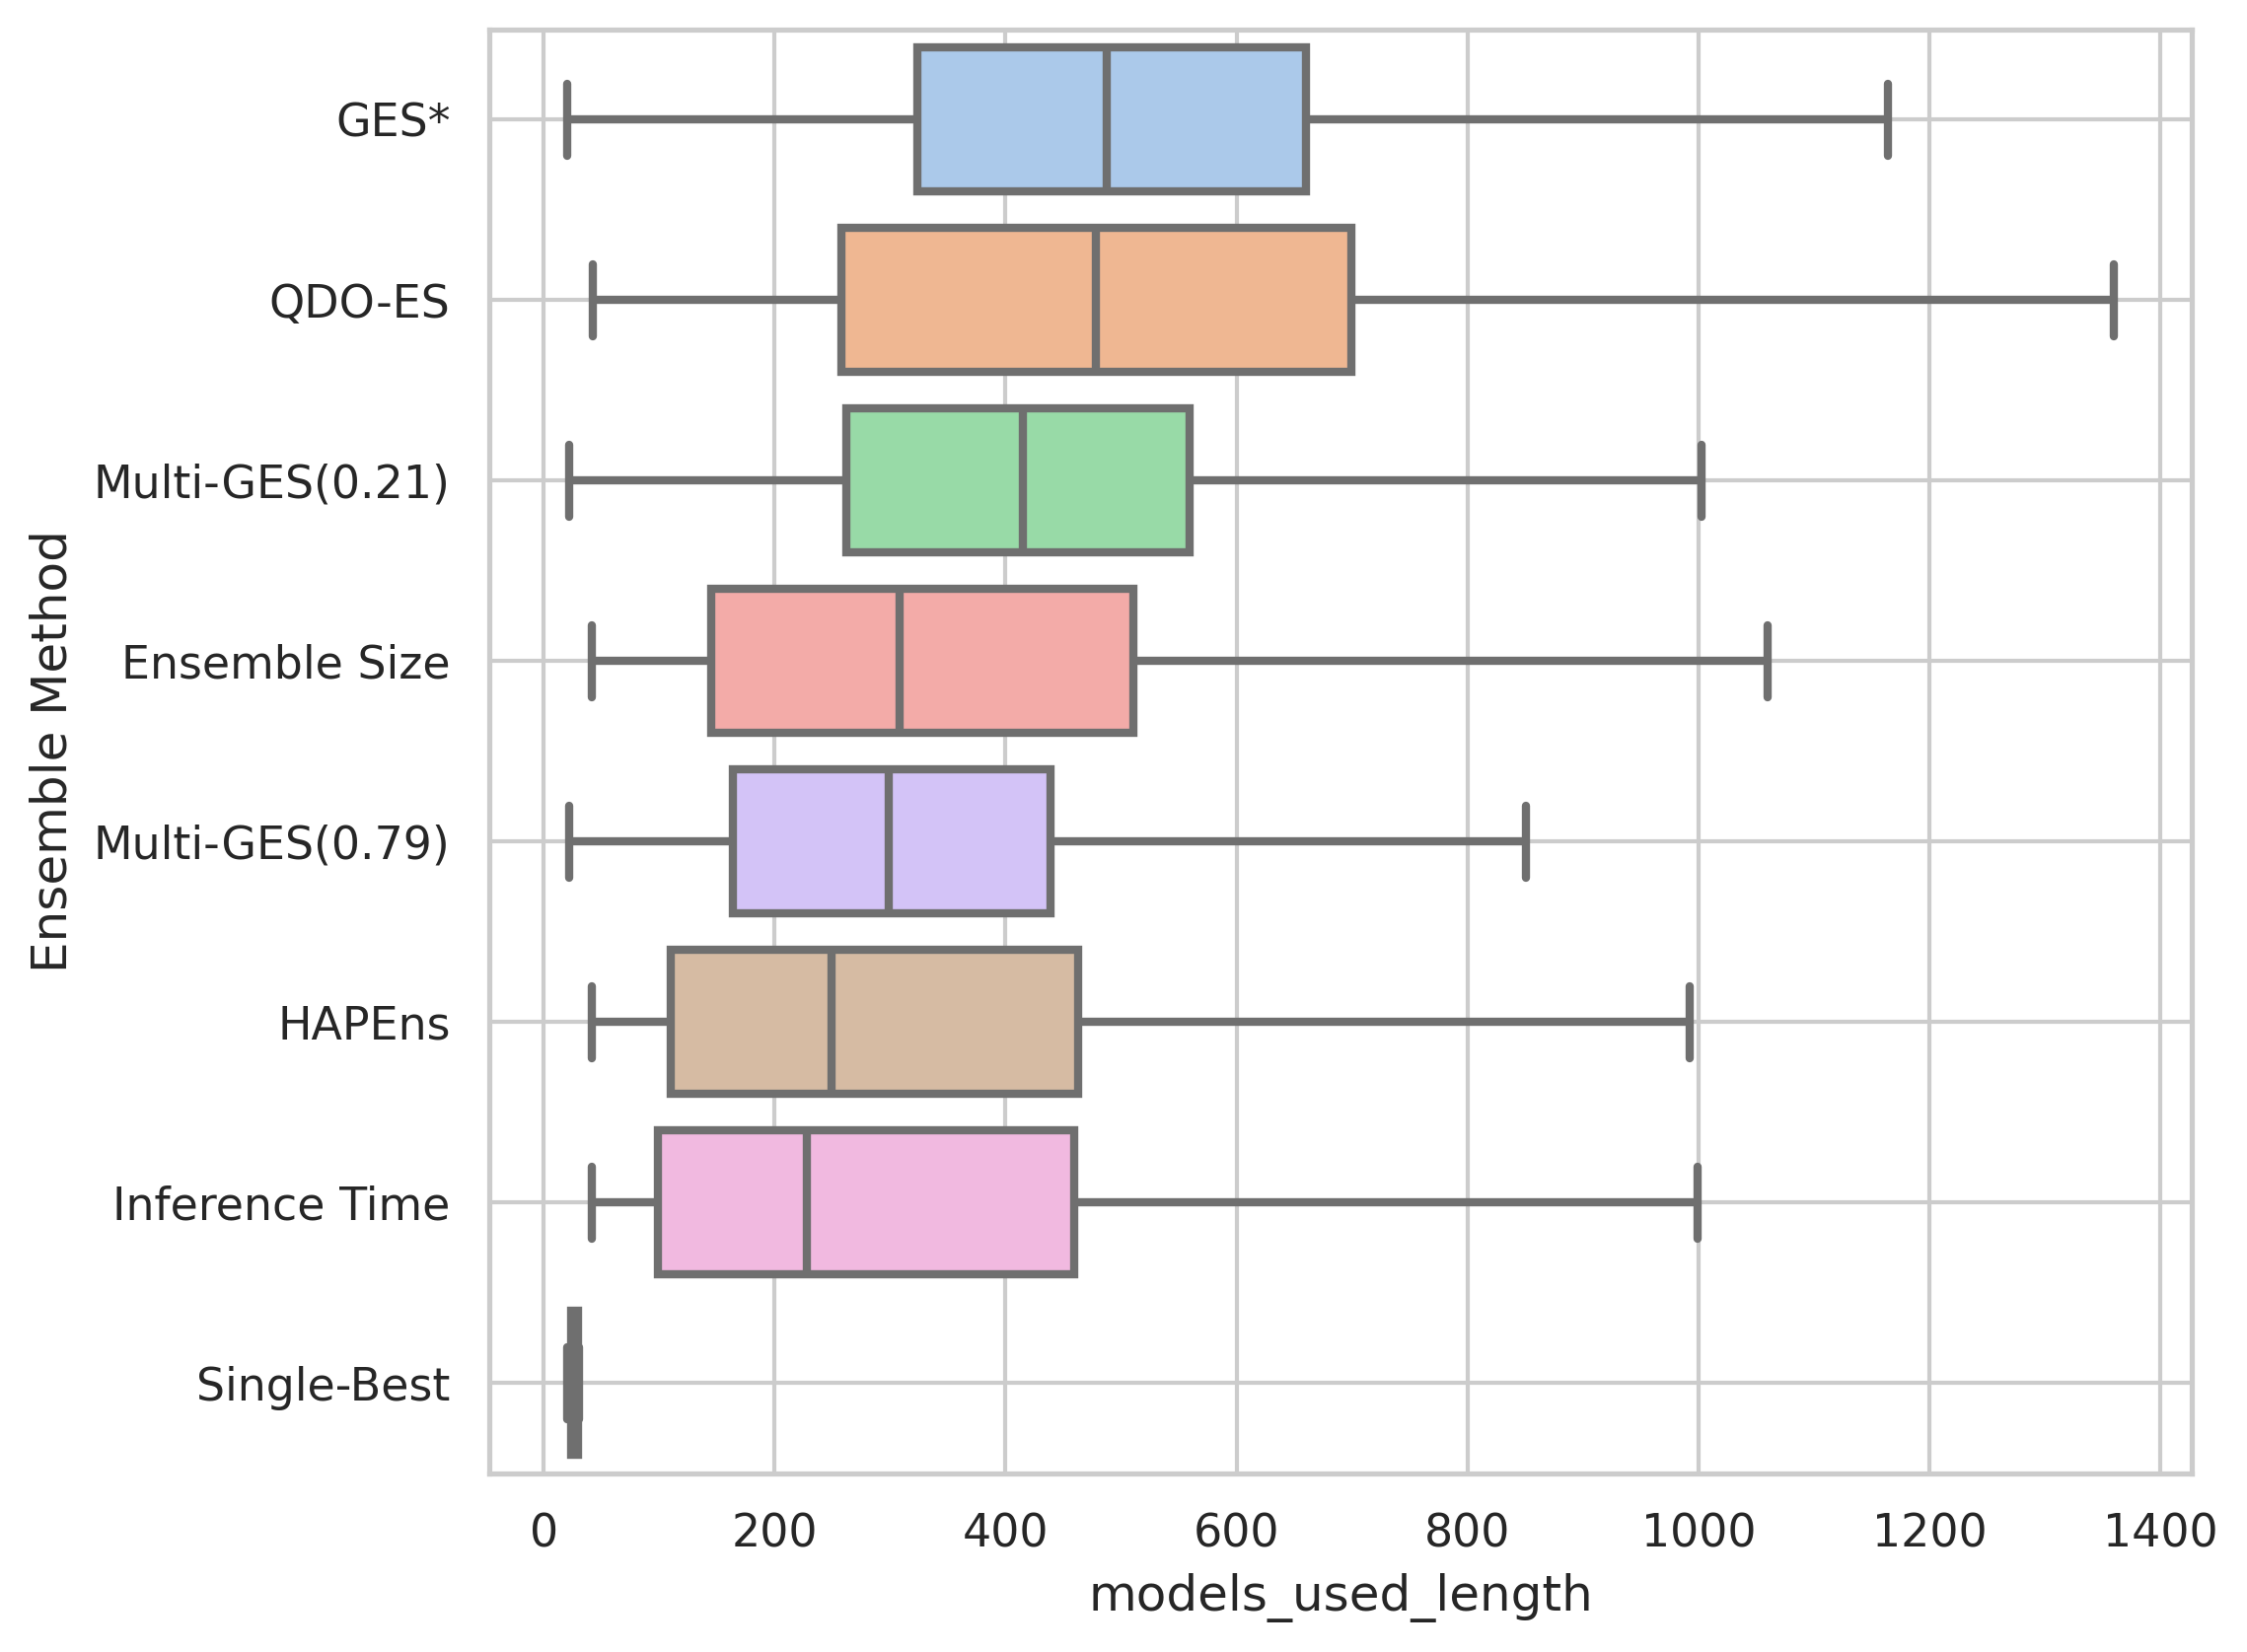 GES*
QDO-ES
Multi-GES(0.21)
Ensemble Size
Multi-GES(0.79)
HAPEns
Inference Time
Single-Best
Ensemble Method
0 200 400 600 800 1000 1200 1400
models_used_length